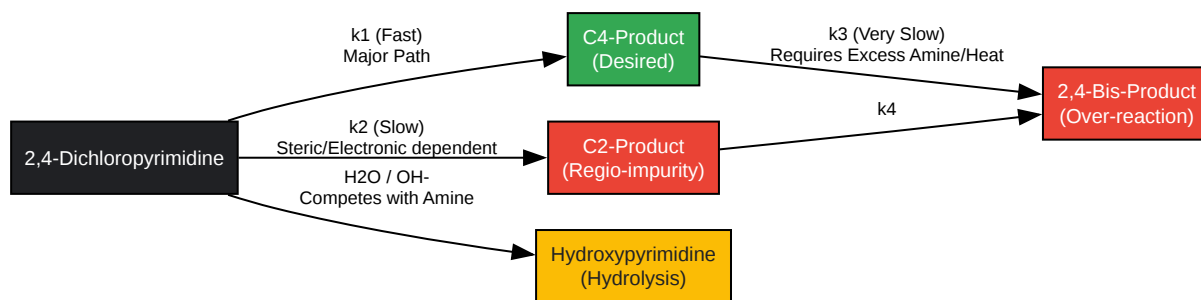 k1 (Fast)
Major Path
C4-Product
(Desired)
k3 (Very Slow)
Requires Excess Amine/Heat
2,4-Bis-Product
(Over-reaction)
2,4-Dichloropyrimidine
k2 (Slow)
Steric/Electronic dependent
C2-Product
(Regio-impurity)
k4
H2O / OH-
Competes with Amine
Hydroxypyrimidine
(Hydrolysis)